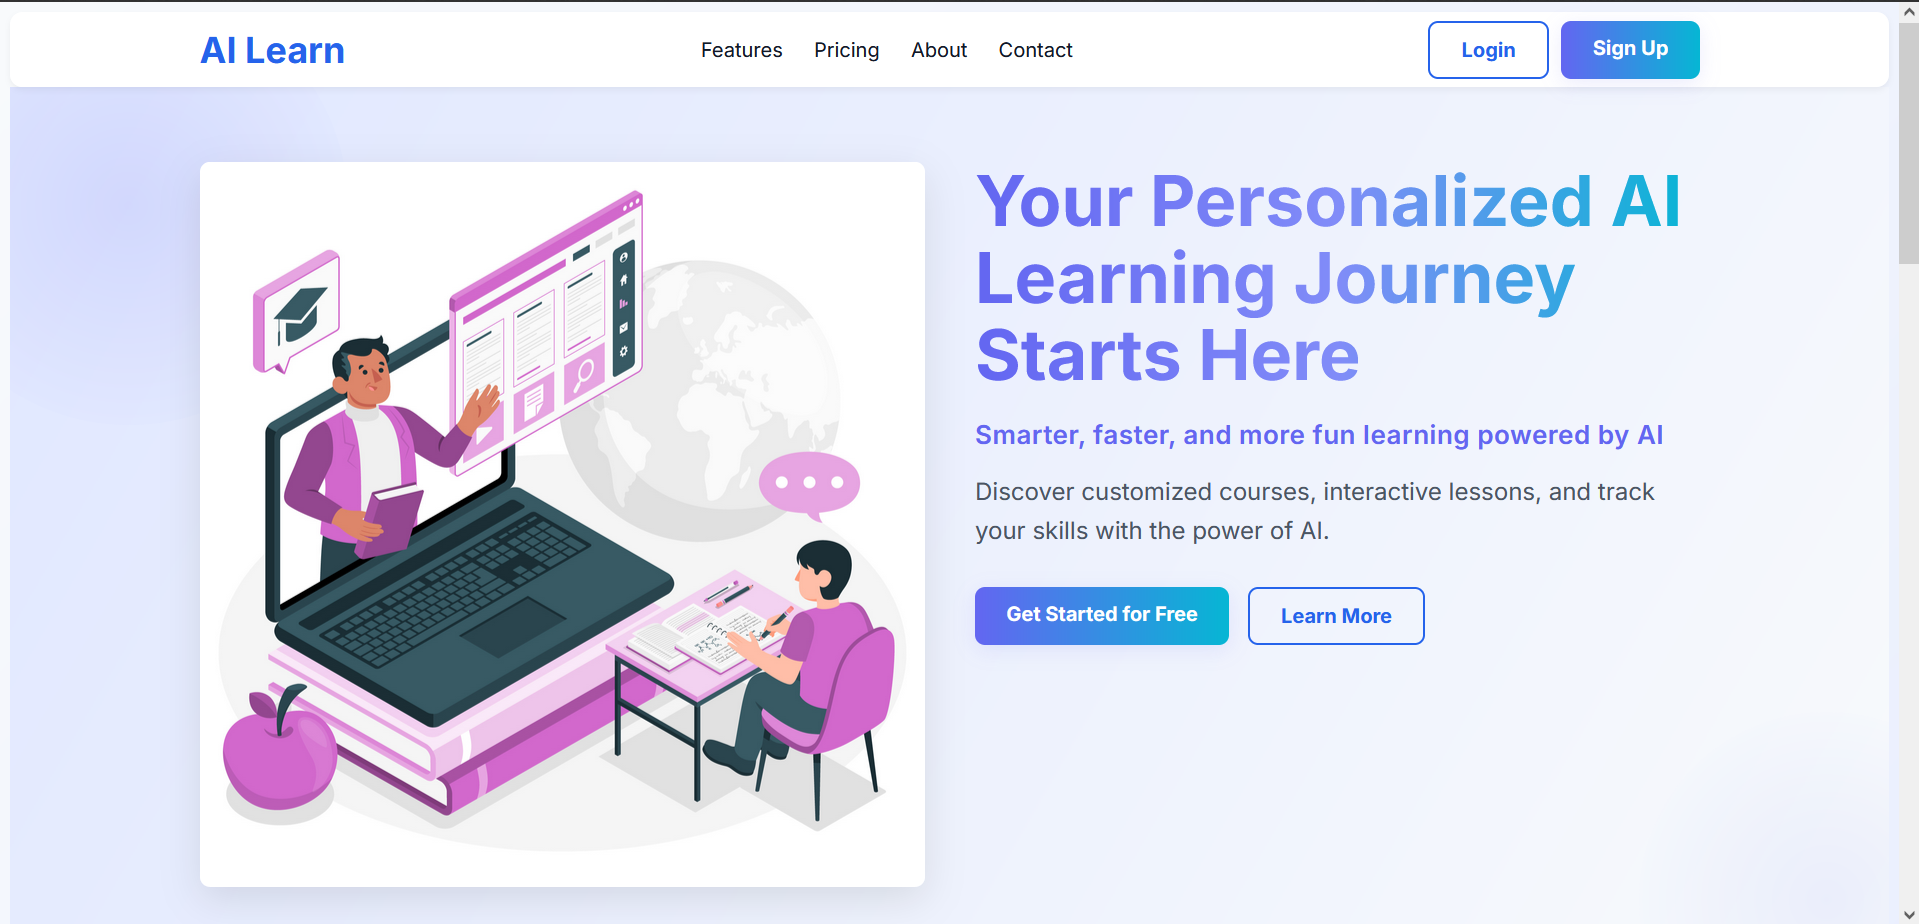 AI Learn
Features Pricing About Contact
Login
Sign Up
Your Personalized AI
Learning Journey
Starts Here
Smarter, faster, and more fun learning powered by AI
Discover customized courses, interactive lessons, and track
your skills with the power of AI.
Get Started for Free
Learn More